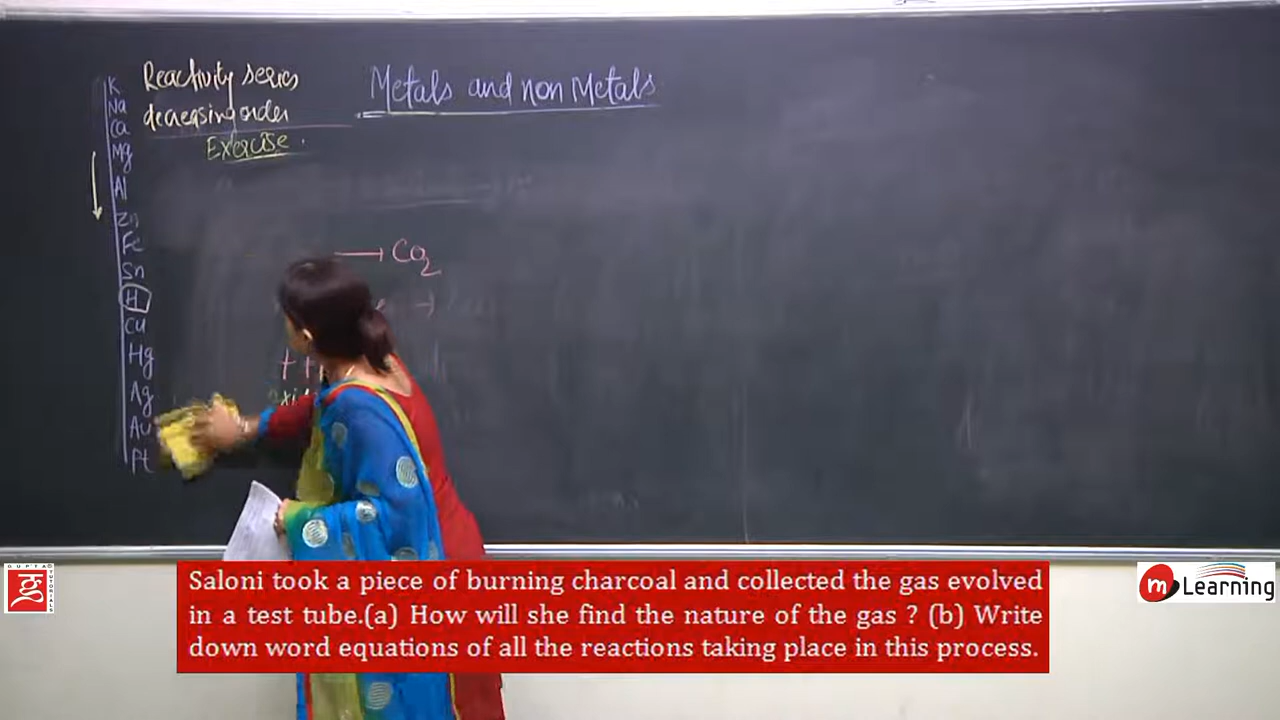 K
Na
Ca
Mg
Al
Zn
Fe
Sn
H
Cu
Hg
Ag
Au
Pt
Reactivity series
decreasing order
Exercise
Metals and non Metals
→ CO₂
Saloni took a piece of burning charcoal and collected the gas evolved
in a test tube.(a) How will she find the nature of the gas ? (b) Write
down word equations of all the reactions taking place in this process.
GUPTA
TUTORIALS
m Learning